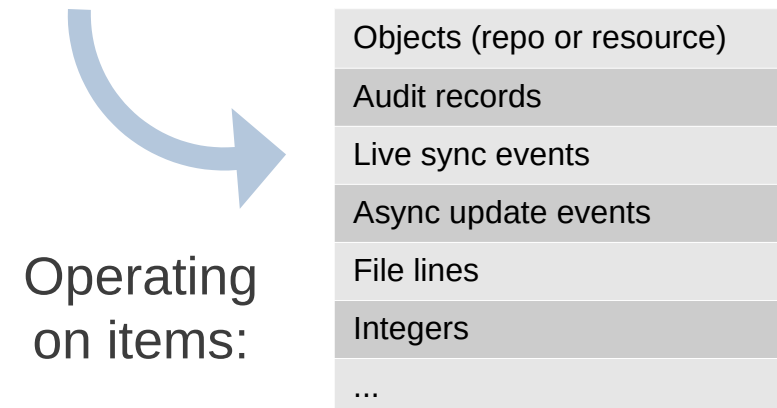 Operating
on items:
Objects (repo or resource)
Audit records
Live sync events
Async update events
File lines
Integers
...